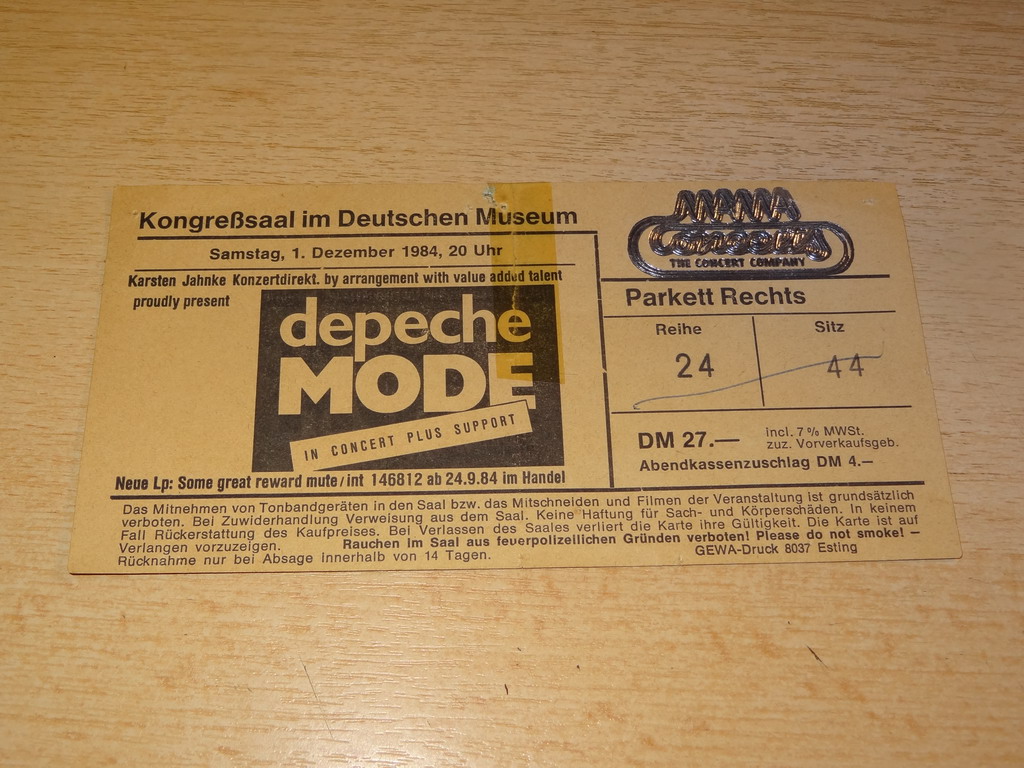 Kongreßsaal im Deutschen Museum
Samstag, 1. Dezember 1984, 20 Uhr
Karsten Jahnke Konzertdirekt. by arrangement with value added talent
proudly present
depeche
MODE
IN CONCERT PLUS SUPPORT
Neue Lp: Some great reward mute/int 146812 ab 24.9.84 im Handel
MAMA
Concerts
THE CONCERT COMPANY
Parkett Rechts
Reihe
Sitz
24
44
DM 27.—
incl. 7% MWSt.
zuz. Vorverkaufsgeb.
Abendkassenzuschlag DM 4.—
Das Mitnehmen von Tonbandgeräten in den Saal bzw. das Mitschneiden und Filmen der Veranstaltung ist grundsätzlich
verboten. Bei Zuwiderhandlung Verweisung aus dem Saal. Keine Haftung für Sach- und Körperschäden. In keinem
Fall Rückerstattung des Kaufpreises. Bei Verlassen des Saales verliert die Karte ihre Gültigkeit. Die Karte ist auf
Verlangen vorzuzeigen. Rauchen im Saal aus feuerpolizeilichen Gründen verboten! Please do not smoke! —
Rücknahme nur bei Absage innerhalb von 14 Tagen. GEWA-Druck 8037 Esting